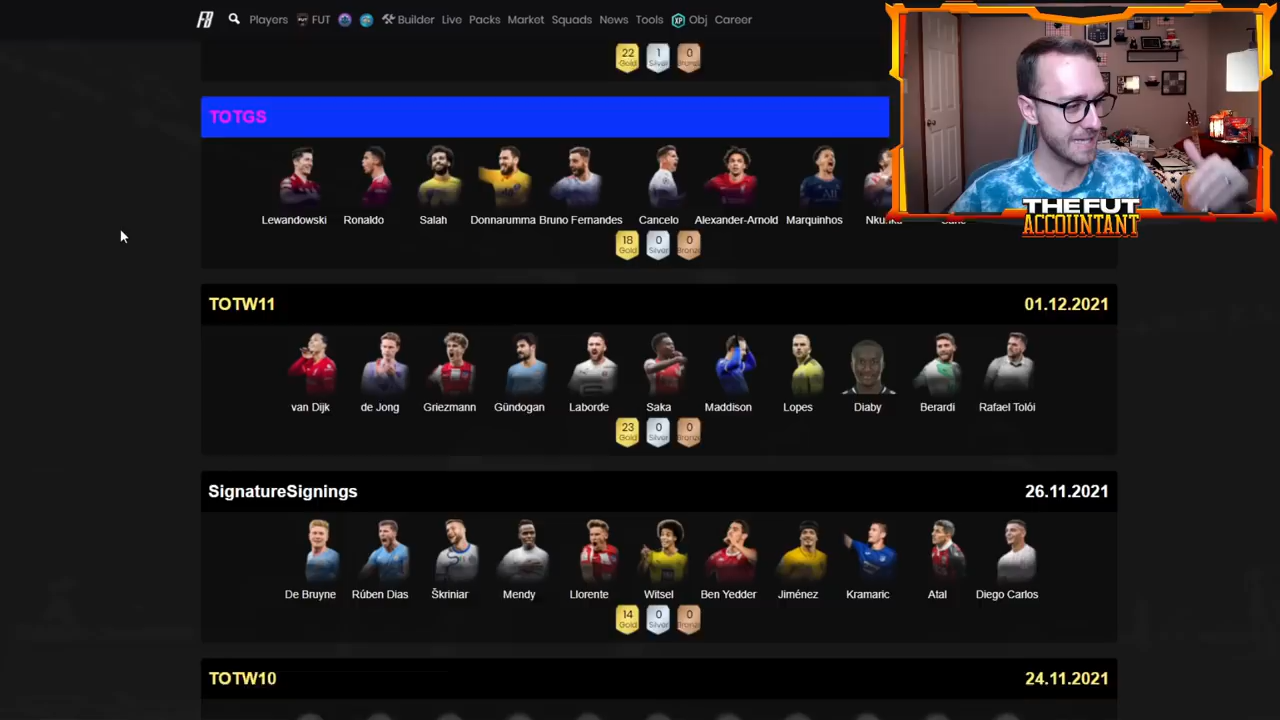 FB Players FUT Builder Live Packs Market Squads News Tools XP Obj Career
22 Gold 1 Silver 0 Bronze
TOTGS
Lewandowski Ronaldo Salah Donnarumma Bruno Fernandes Cancelo Alexander-Arnold Marquinhos
18 Gold 0 Silver 0 Bronze
THE FUT
ACCOUNTANT
TOTW11 01.12.2021
van Dijk de Jong Griezmann Gündogan Laborde Saka Maddison Lopes Diaby Berardi Rafael Tolói
23 Gold 0 Silver 0 Bronze
SignatureSignings 26.11.2021
De Bruyne Rúben Dias Škriniar Mendy Llorente Witsel Ben Yedder Jiménez Kramaric Atal Diego Carlos
14 Gold 0 Silver 0 Bronze
TOTW10 24.11.2021